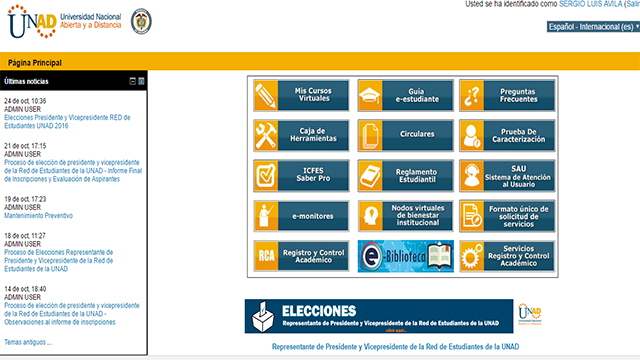 Usted se ha identificado como SERGIO LUIS AVILA (Salir
UNAD
Universidad Nacional
Abierta y a Distancia
Español - Internacional (es)
Página Principal
Últimas noticias
24 de oct, 10:36
ADMIN USER
Elecciones Presidente y Vicepresidente RED de
Estudiantes UNAD 2016
21 de oct, 17:15
ADMIN USER
Proceso de elección de presidente y vicepresidente
de la Red de Estudiantes de la UNAD - Informe Final
de Inscripciones y Evaluación de Aspirantes
19 de oct, 17:23
ADMIN USER
Mantenimiento Preventivo
18 de oct, 11:27
ADMIN USER
Proceso de Elecciones Representante de
Presidente y Vicepresidente de la Red de
Estudiantes de la UNAD
14 de oct, 18:40
ADMIN USER
Proceso de elección de presidente y vicepresidente
de la Red de Estudiantes de la UNAD -
Observaciones al informe de inscripciones
Temas antiguos ...
Mis Cursos
Virtuales
Guía
e-estudiante
Preguntas
Frecuentes
Caja de
Herramientas
Circulares
Prueba De
Caracterización
ICFES
Saber Pro
Reglamento
Estudiantil
SAU
Sistema de Atención
al Usuario
e-monitores
Nodos virtuales
de bienestar
institucional
Formato único de
solicitud de
servicios
RCA
Registro y Control
Académico
e-Biblioteca
Servicios
Registro y Control
Académico
ELECCIONES
Representante de Presidente y Vicepresidente de la Red de Estudiantes de la UNAD
UNAD
Representante de Presidente y Vicepresidente de la Red de Estudiantes de la UNAD